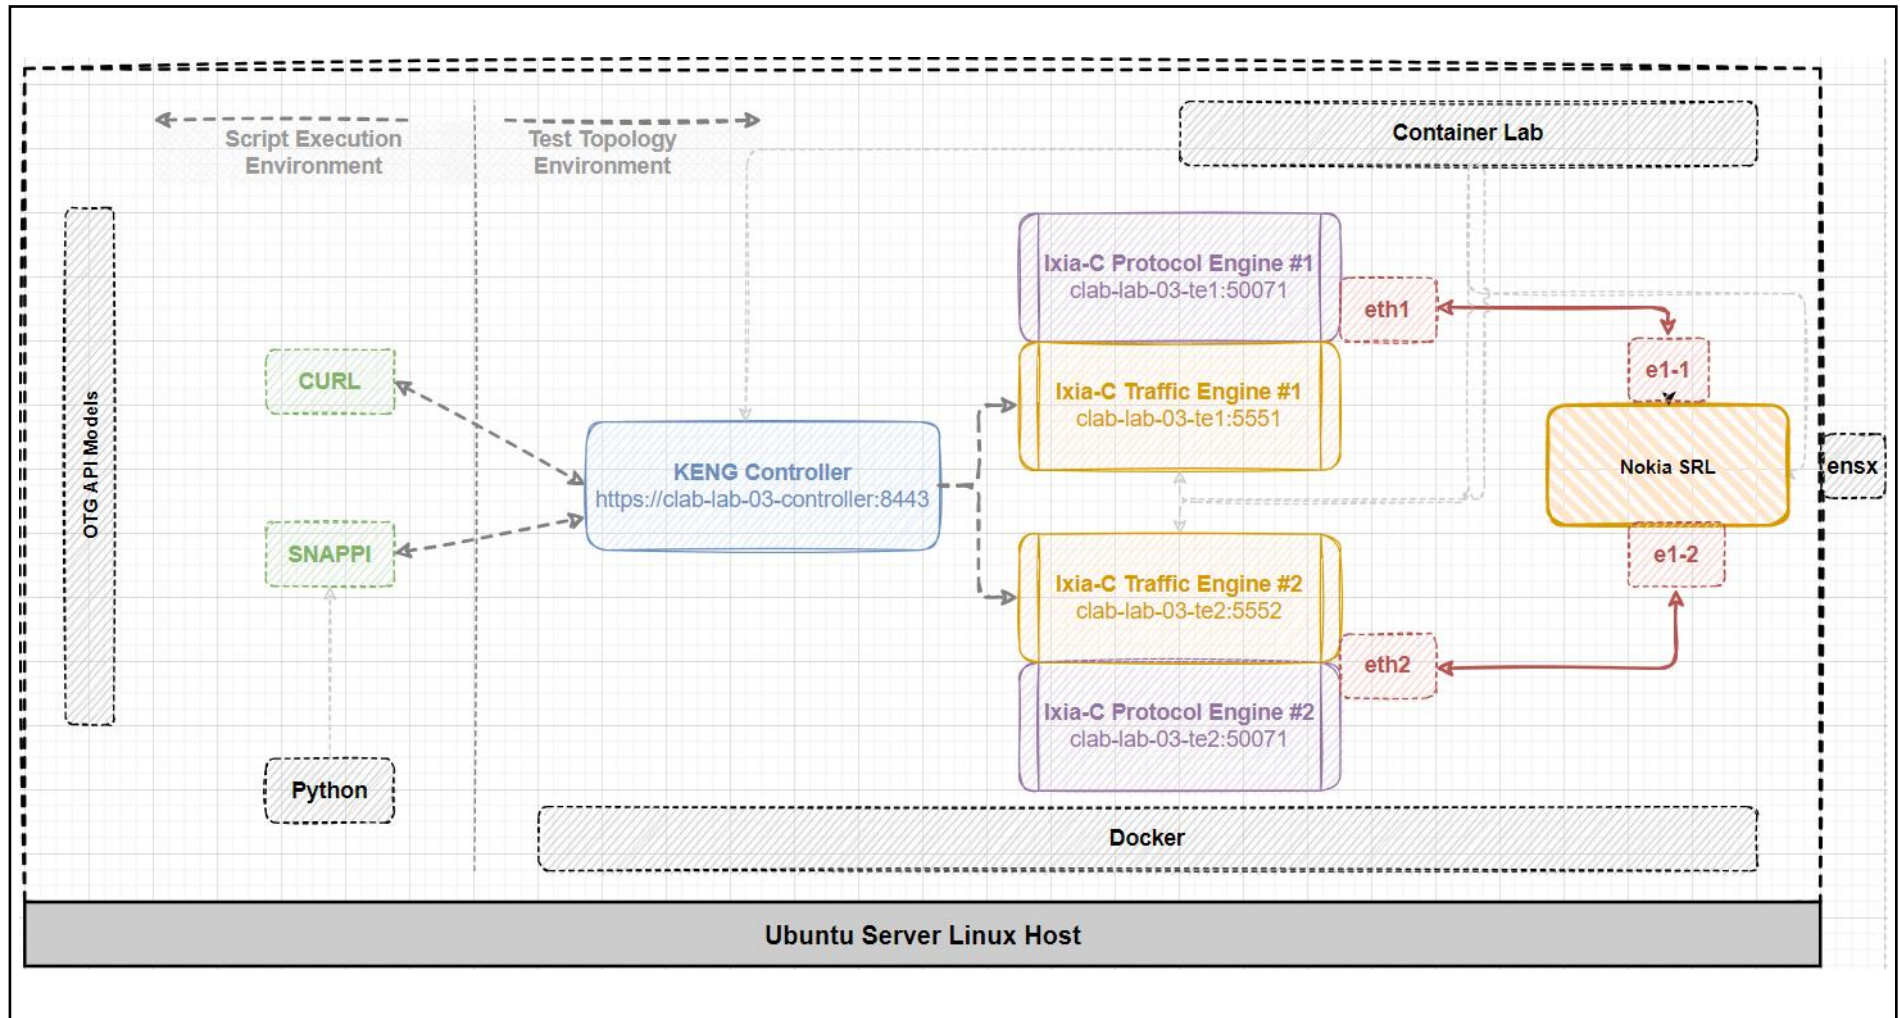 Script Execution
Environment
Test Topology
Environment
Container Lab
OTG API Models
Ixia-C Protocol Engine #1
clab-lab-03-te1:50071
eth1
e1-1
CURL
Ixia-C Traffic Engine #1
clab-lab-03-te1:5551
KENG Controller
https://clab-lab-03-controller:8443
Nokia SRL
ensx
SNAPPI
e1-2
Ixia-C Traffic Engine #2
clab-lab-03-te2:5552
eth2
Ixia-C Protocol Engine #2
clab-lab-03-te2:50071
Python
Docker
Ubuntu Server Linux Host